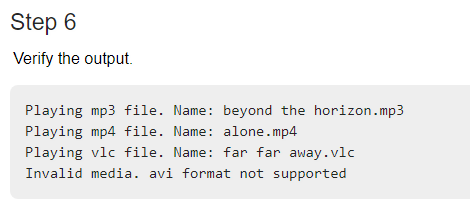 Step 6
Verify the output.
Playing mp3 file. Name: beyond the horizon.mp3
Playing mp4 file. Name: alone.mp4
Playing vlc file. Name: far far away.vlc
Invalid media. avi format not supported